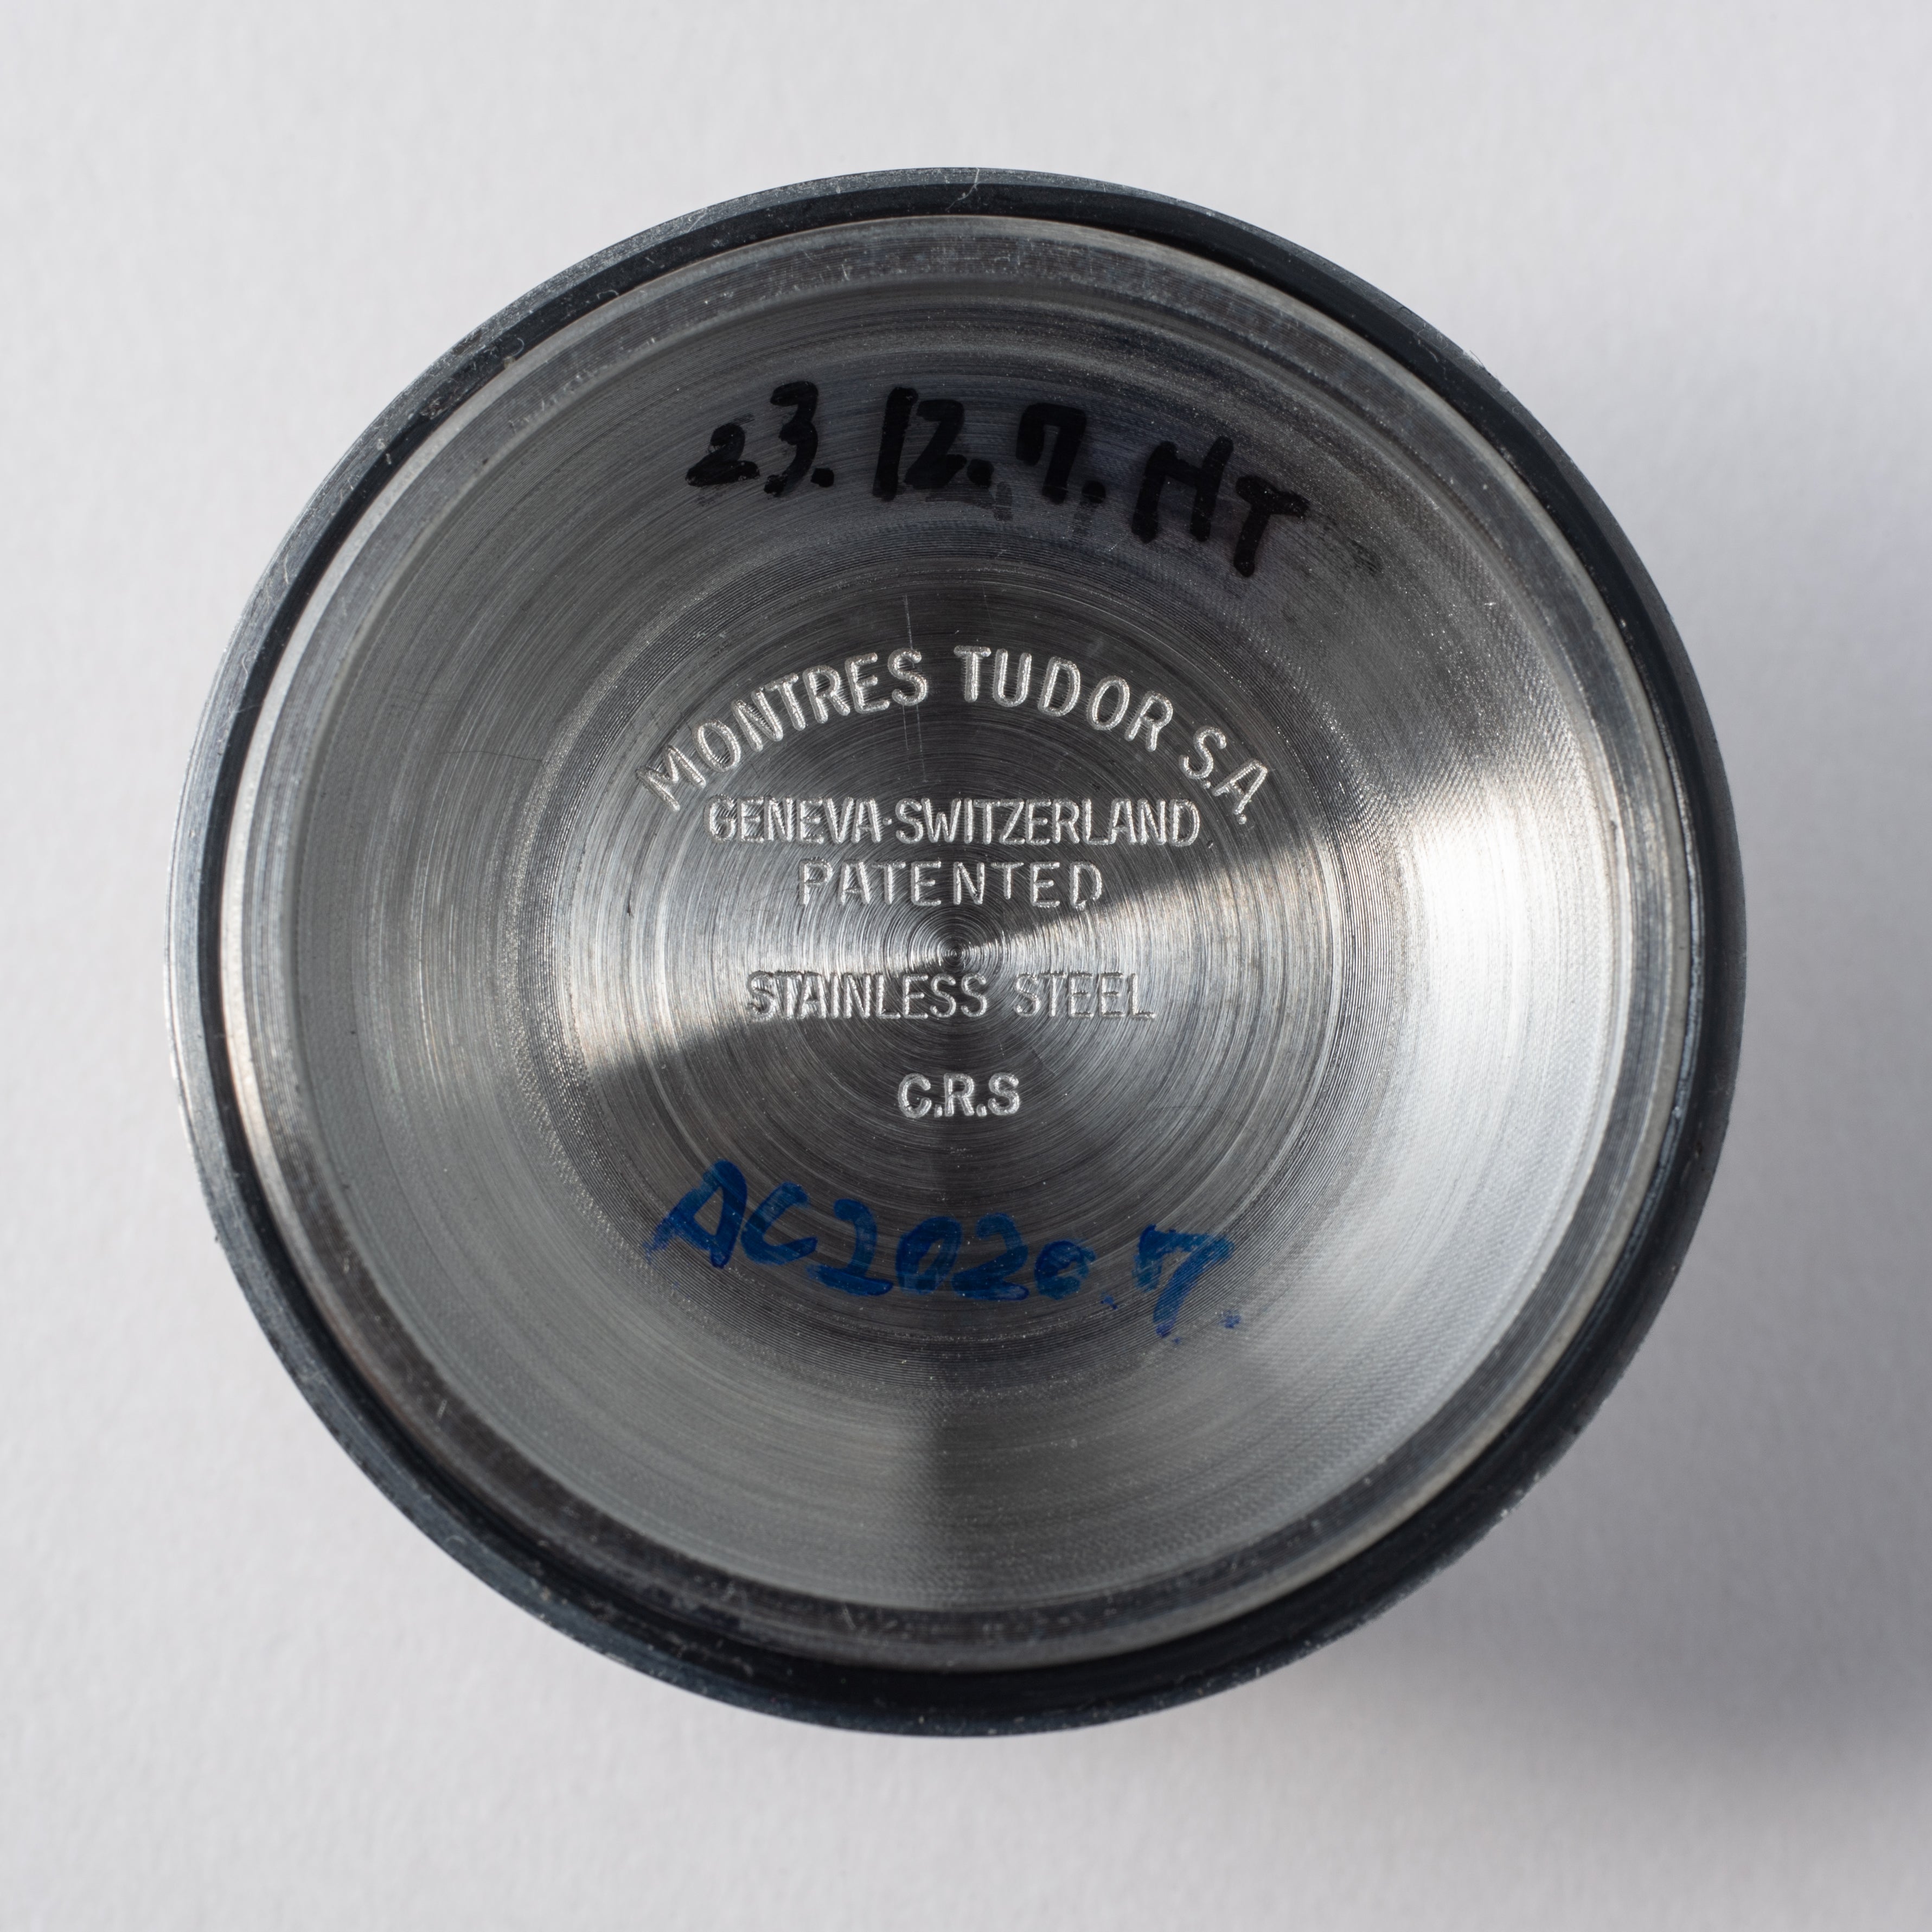 23.12.7.HT
MONTRES TUDOR S.A.
GENEVA·SWITZERLAND
PATENTED
STAINLESS STEEL
C.R.S
AC2020.7.